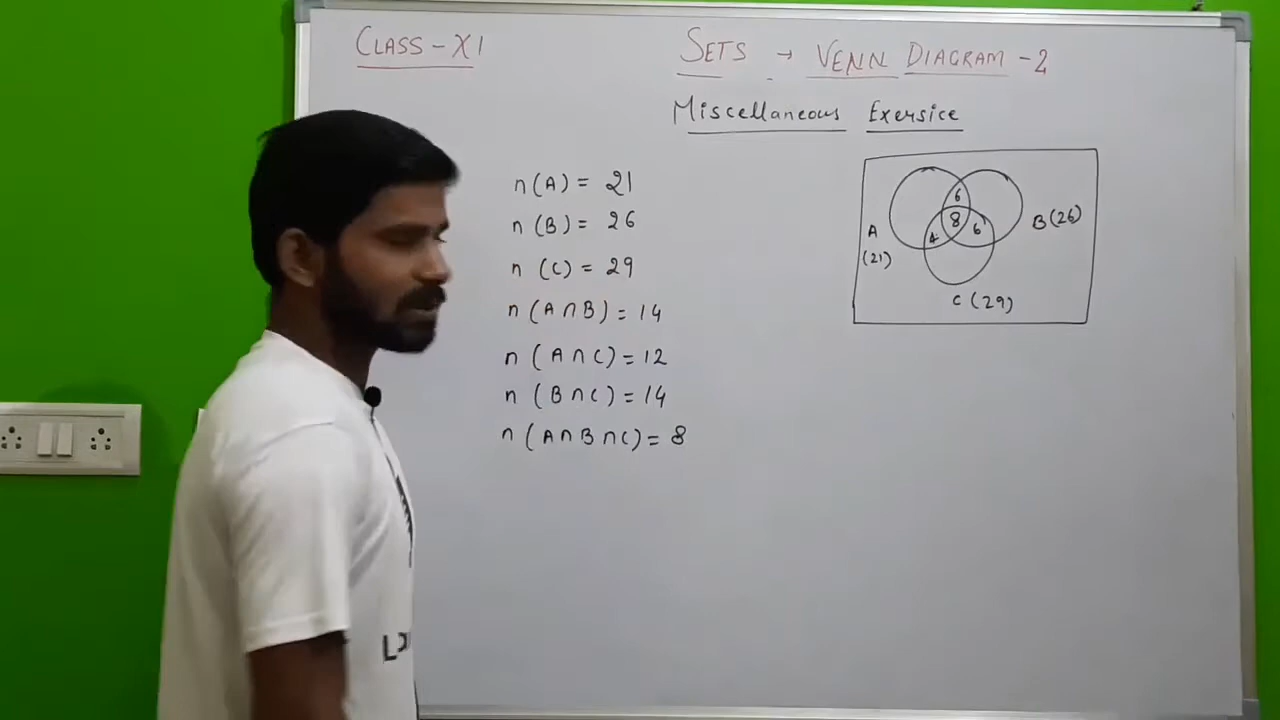 CLASS - XI
SETS → VENN DIAGRAM - 2
Miscellaneous Exersice
n(A) = 21
n(B) = 26
n (C) = 29
n (A ∩ B) = 14
n (A ∩ C) = 12
n (B ∩ C) = 14
n (A ∩ B ∩ C) = 8
6
8
4 6
A
(21)
B (26)
C (29)